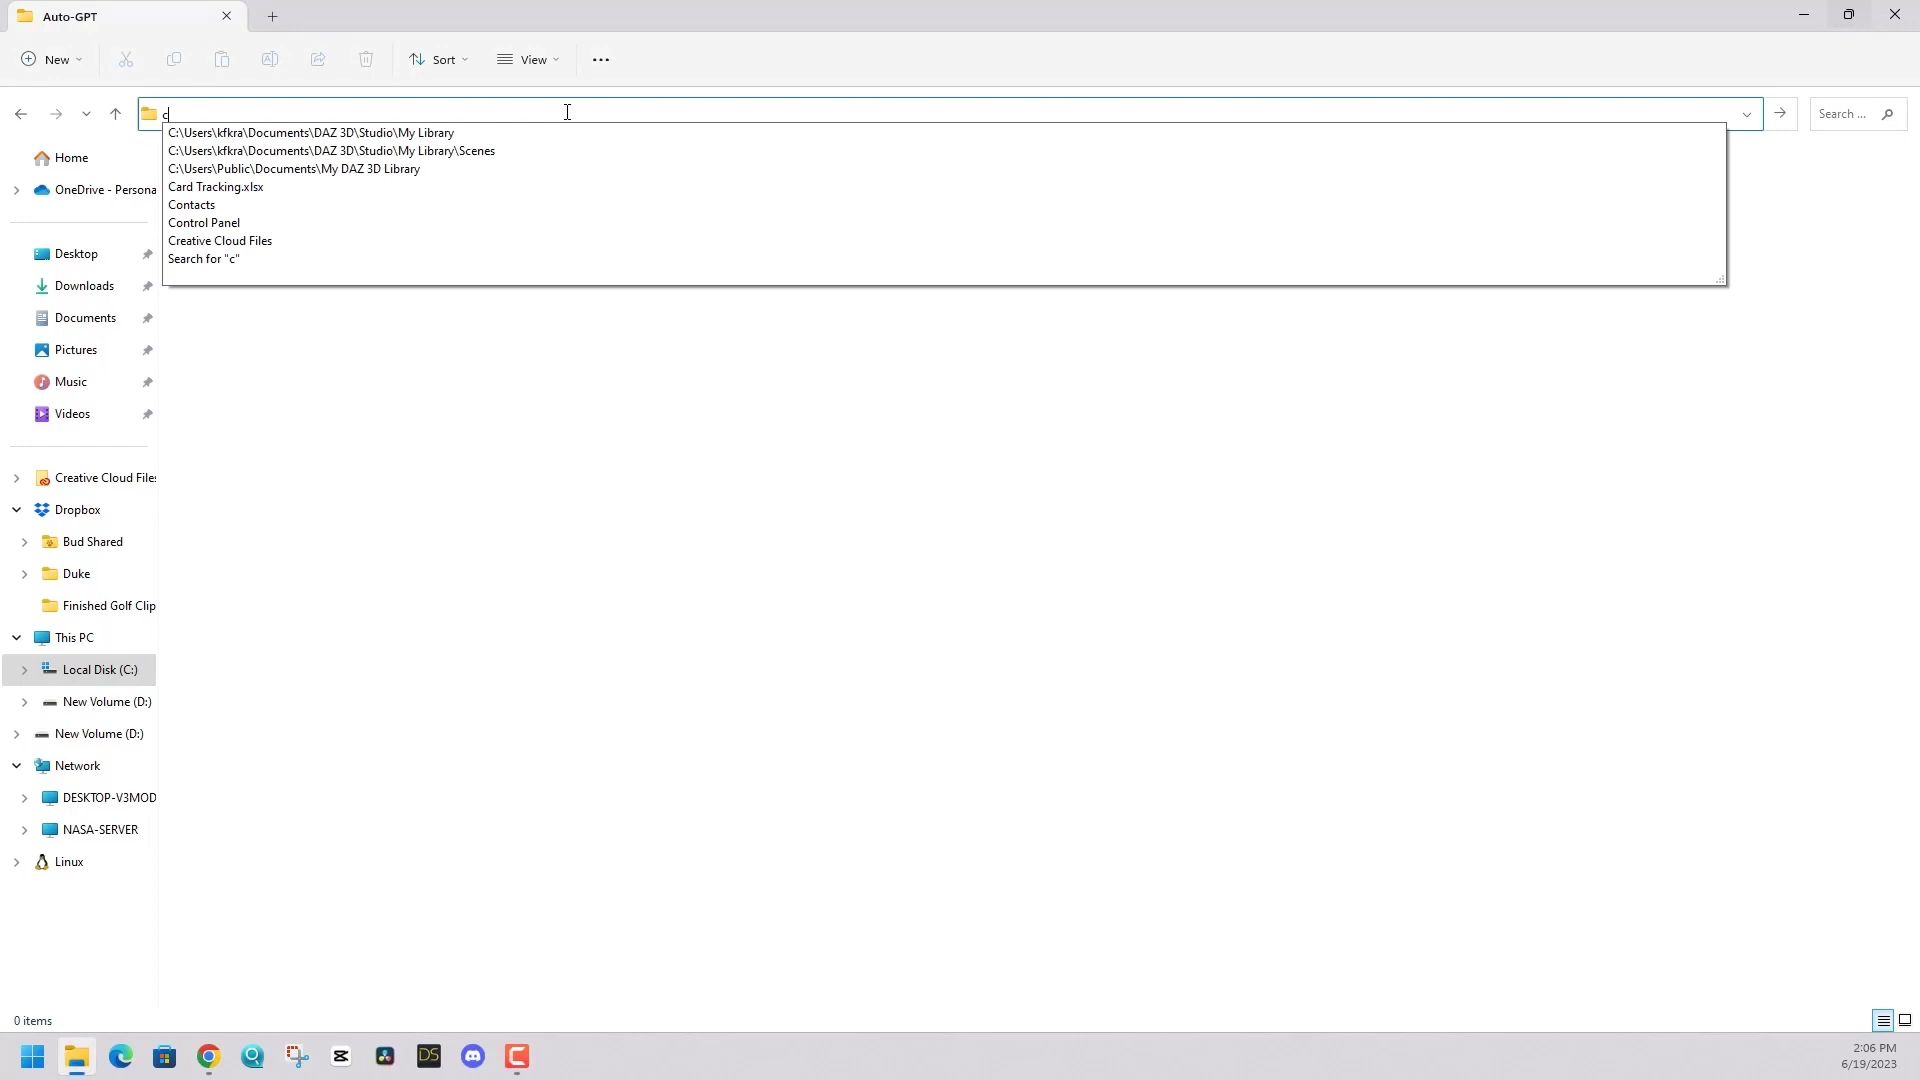 Auto-GPT
New
Sort
View
c
Search ...
C:\Users\kfkra\Documents\DAZ 3D\Studio\My Library
C:\Users\kfkra\Documents\DAZ 3D\Studio\My Library\Scenes
C:\Users\Public\Documents\My DAZ 3D Library
Card Tracking.xlsx
Contacts
Control Panel
Creative Cloud Files
Search for "c"
Home
OneDrive - Persona
Desktop
Downloads
Documents
Pictures
Music
Videos
Creative Cloud Files
Dropbox
Bud Shared
Duke
Finished Golf Clip
This PC
Local Disk (C:)
New Volume (D:)
New Volume (D:)
Network
DESKTOP-V3MOD
NASA-SERVER
Linux
0 items
DS
2:06 PM
6/19/2023